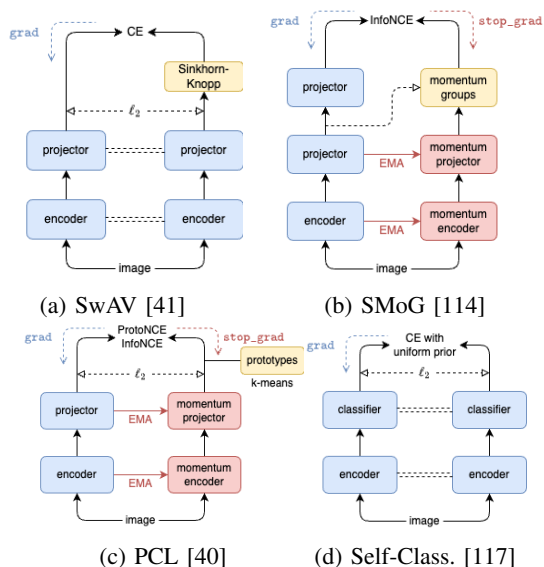 grad
CE
Sinkhorn-
Knopp
ℓ2
projector
projector
encoder
encoder
image
(a) SwAV [41]
grad
InfoNCE
stop_grad
projector
momentum
groups
projector
EMA
momentum
projector
encoder
EMA
momentum
encoder
image
(b) SMoG [114]
grad
ProtoNCE
InfoNCE
stop_grad
prototypes
k-means
ℓ2
projector
EMA
momentum
projector
encoder
EMA
momentum
encoder
image
(c) PCL [40]
grad
CE with
uniform prior
ℓ2
classifier
classifier
encoder
encoder
image
(d) Self-Class. [117]